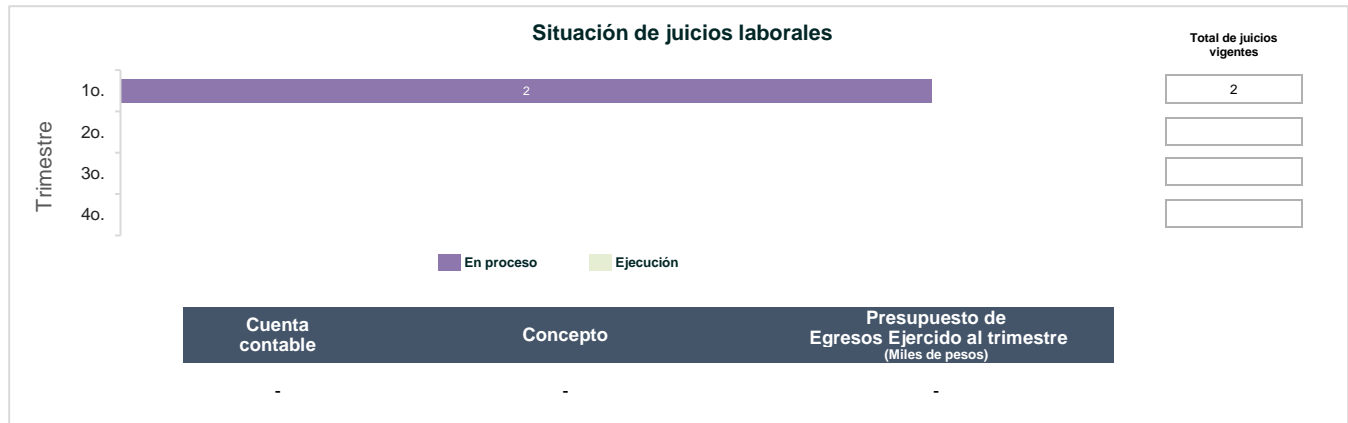 Situación de juicios laborales
Total de juicios
vigentes
Trimestre
1o.
2
2
2o.
3o.
4o.
En proceso
Ejecución
Cuenta
contable
Concepto
Presupuesto de
Egresos Ejercido al trimestre
(Miles de pesos)
-
-
-